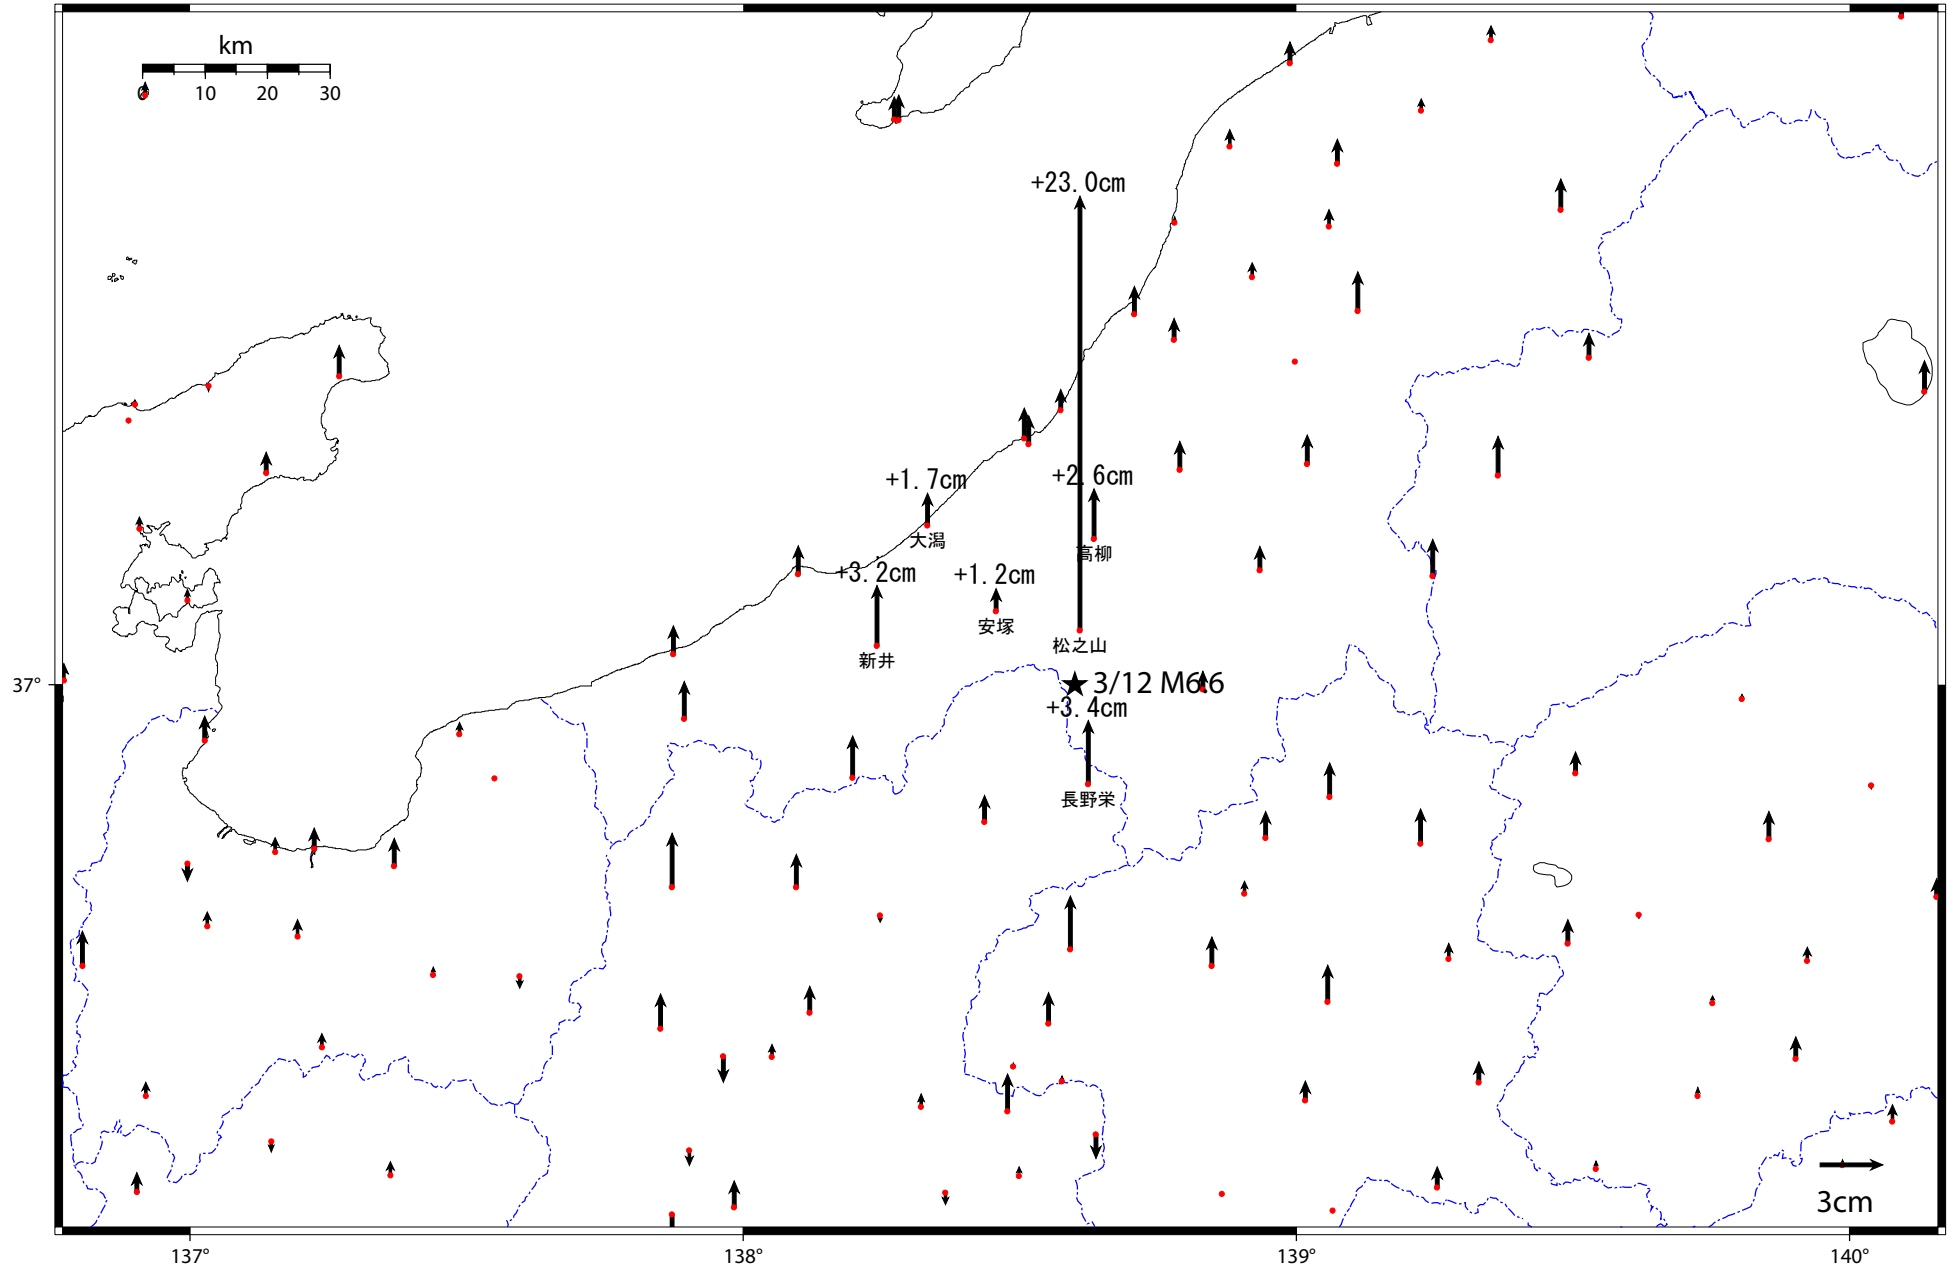 km
0 10 20 30
+23.0cm
+1.7cm
大潟
+2.6cm
高柳
+3.2cm
新井
+1.2cm
安塚
松之山
37°
3/12 M6.6
+3.4cm
長野栄
3cm
137° 138° 139° 140°